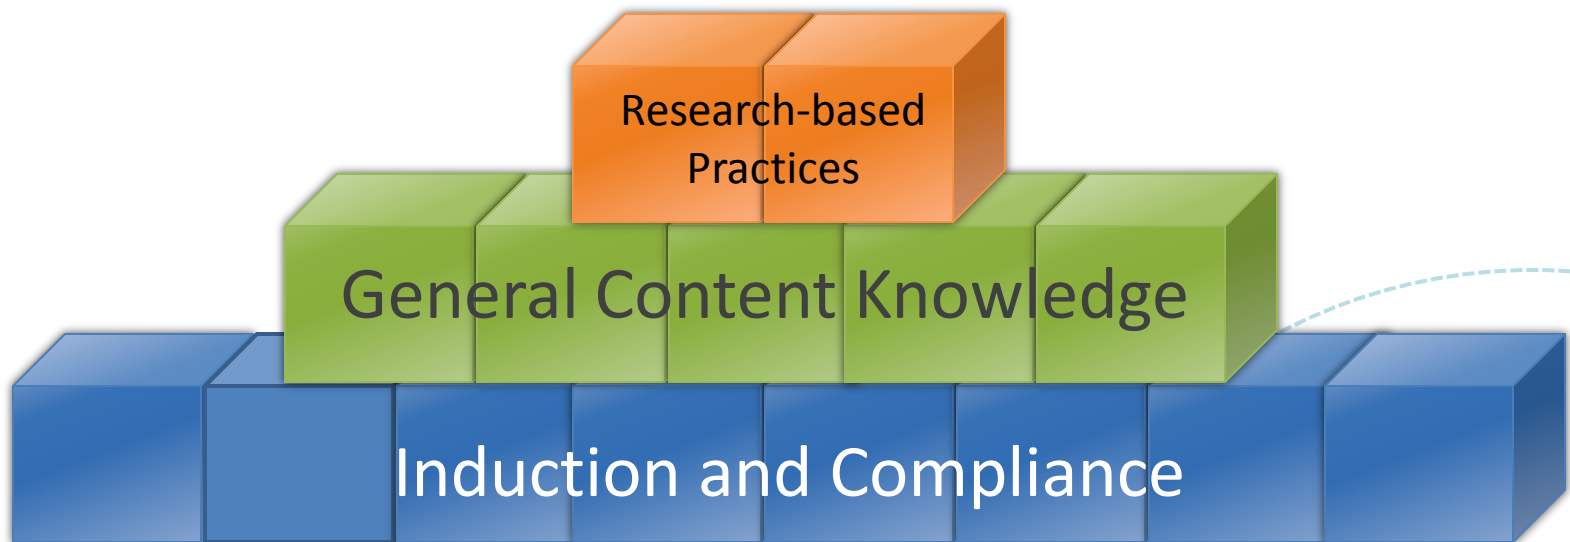 Research-based
Practices
General Content Knowledge
Induction and Compliance